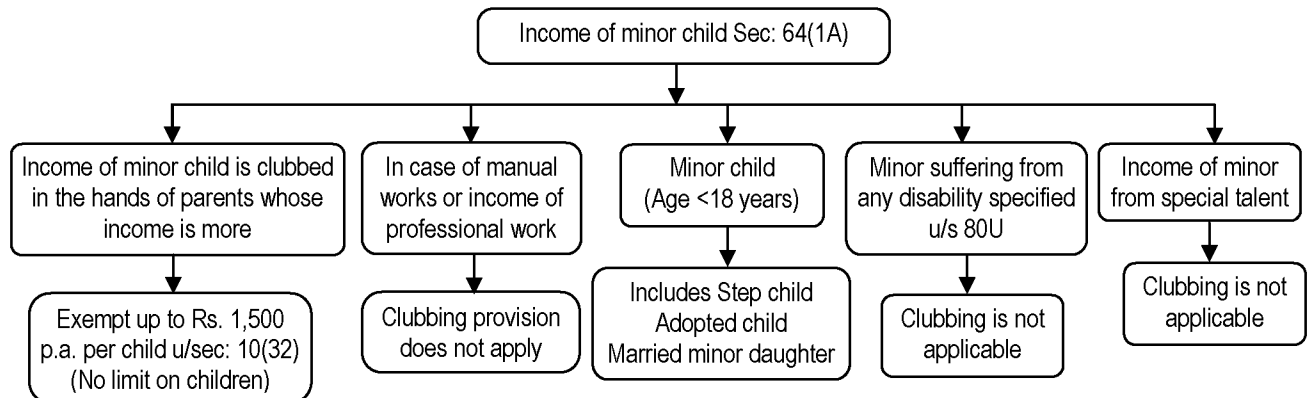 Income of minor child Sec: 64(1A)
Income of minor child is clubbed
in the hands of parents whose
income is more
In case of manual
works or income of
professional work
Minor child
(Age <18 years)
Minor suffering from
any disability specified
u/s 80U
Income of minor
from special talent
Exempt up to Rs. 1,500
p.a. per child u/sec: 10(32)
(No limit on children)
Clubbing provision
does not apply
Includes Step child
Adopted child
Married minor daughter
Clubbing is not
applicable
Clubbing is not
applicable